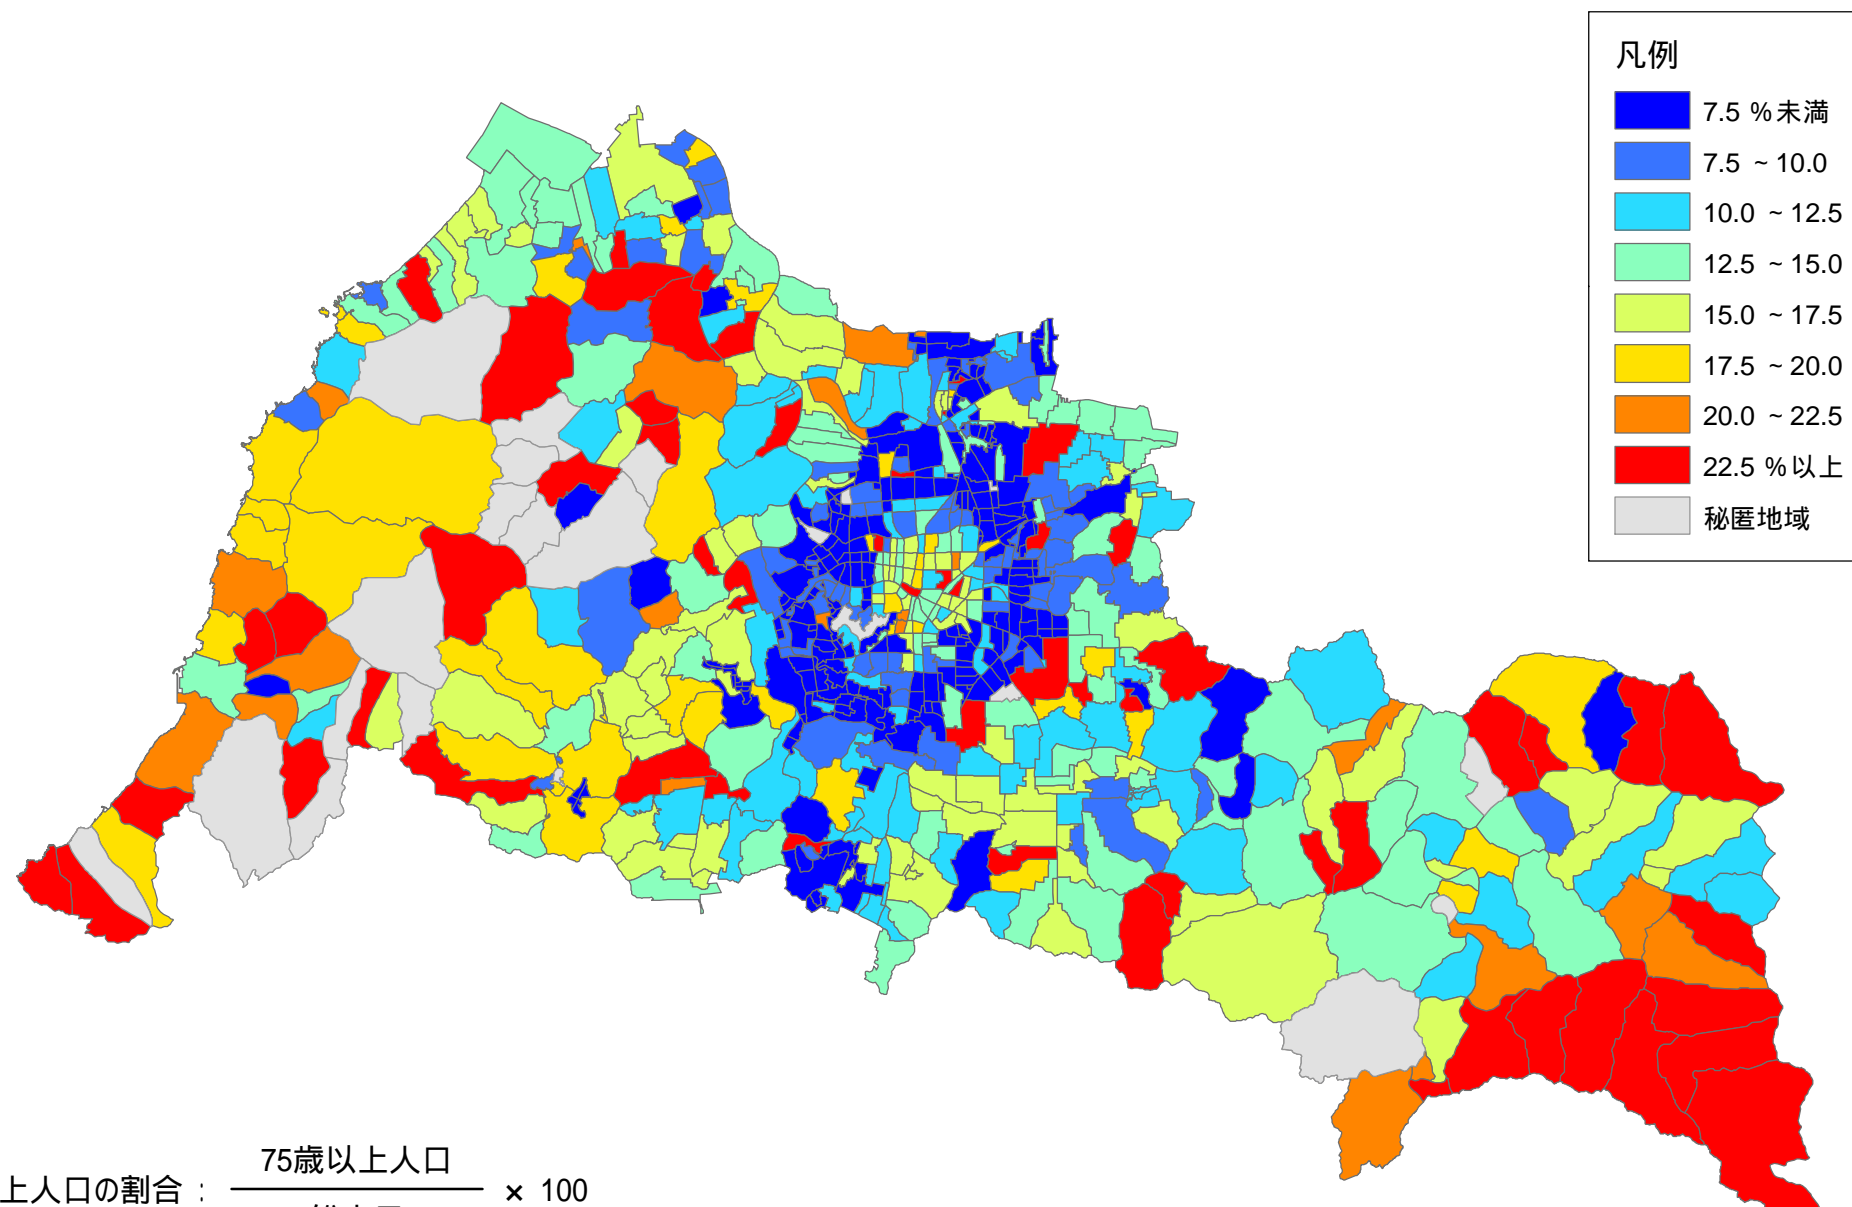 凡例
7.5 %未満
7.5 ~ 10.0
10.0 ~ 12.5
12.5 ~ 15.0
15.0 ~ 17.5
17.5 ~ 20.0
20.0 ~ 22.5
22.5 %以上
秘匿地域
75歳以上人口
上人口の割合 : × 100